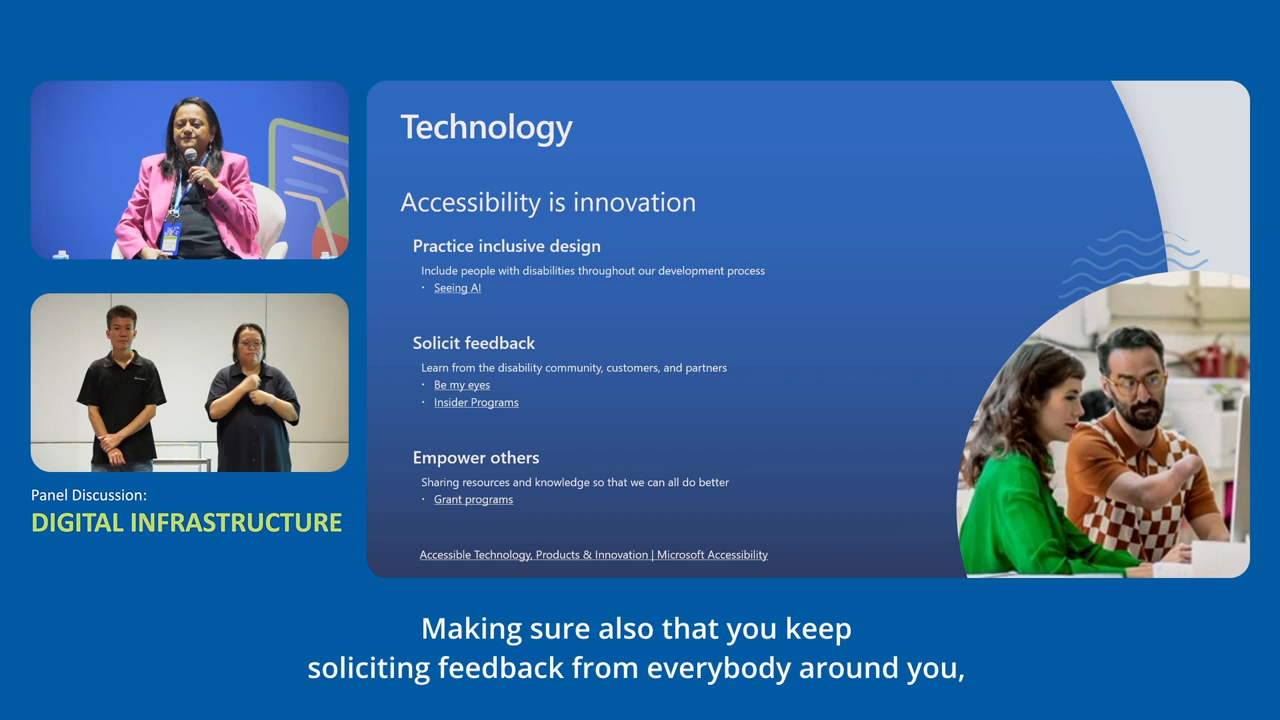 Technology
Accessibility is innovation
Practice inclusive design
Include people with disabilities throughout our development process
· Seeing AI
Solicit feedback
Learn from the disability community, customers, and partners
· Be my eyes
· Insider Programs
Empower others
Sharing resources and knowledge so that we can all do better
· Grant programs
Accessible Technology, Products & Innovation | Microsoft Accessibility
Panel Discussion:
DIGITAL INFRASTRUCTURE
Making sure also that you keep
soliciting feedback from everybody around you,